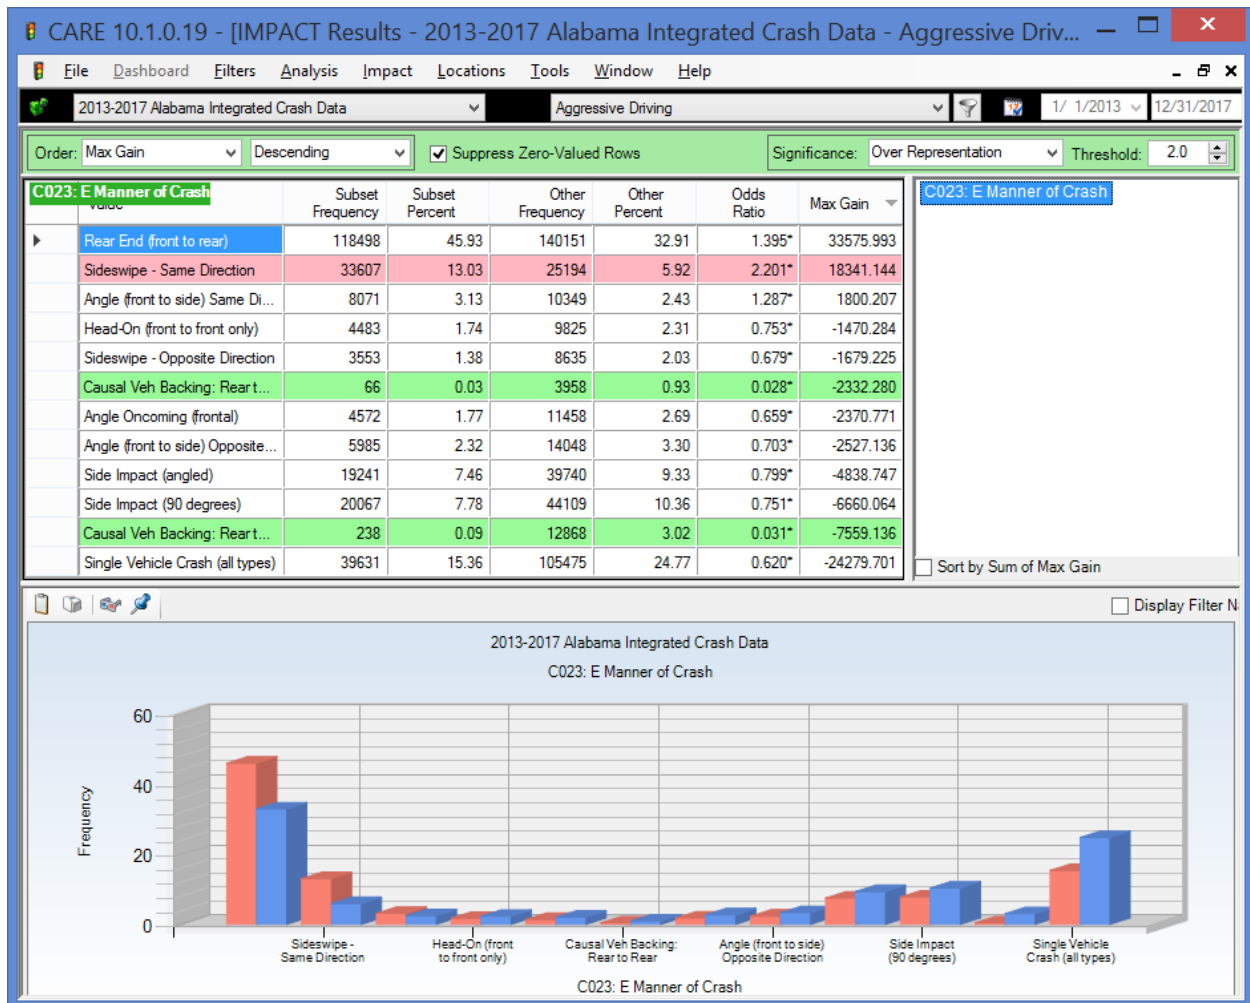 CARE 10.1.0.19 - [IMPACT Results - 2013-2017 Alabama Integrated Crash Data - Aggressive Driv...
File Dashboard Filters Analysis Impact Locations Tools Window Help
2013-2017 Alabama Integrated Crash Data Aggressive Driving 1/ 1/2013 12/31/2017
Order: Max Gain Descending Suppress Zero-Valued Rows Significance: Over Representation Threshold: 2.0
C023: E Manner of Crash Subset Frequency Subset Percent Other Frequency Other Percent Odds Ratio Max Gain
Rear End (front to rear) 118498 45.93 140151 32.91 1.395* 33575.993
Sideswipe - Same Direction 33607 13.03 25194 5.92 2.201* 18341.144
Angle (front to side) Same Di... 8071 3.13 10349 2.43 1.287* 1800.207
Head-On (front to front only) 4483 1.74 9825 2.31 0.753* -1470.284
Sideswipe - Opposite Direction 3553 1.38 8635 2.03 0.679* -1679.225
Causal Veh Backing: Rear t... 66 0.03 3958 0.93 0.028* -2332.280
Angle Oncoming (frontal) 4572 1.77 11458 2.69 0.659* -2370.771
Angle (front to side) Opposite... 5985 2.32 14048 3.30 0.703* -2527.136
Side Impact (angled) 19241 7.46 39740 9.33 0.799* -4838.747
Side Impact (90 degrees) 20067 7.78 44109 10.36 0.751* -6660.064
Causal Veh Backing: Rear t... 238 0.09 12868 3.02 0.031* -7559.136
Single Vehicle Crash (all types) 39631 15.36 105475 24.77 0.620* -24279.701
C023: E Manner of Crash
Sort by Sum of Max Gain
Display Filter N
2013-2017 Alabama Integrated Crash Data
C023: E Manner of Crash
60
40
20
0
Frequency
Sideswipe - Same Direction
Head-On (front to front only)
Causal Veh Backing: Rear to Rear
Angle (front to side) Opposite Direction
Side Impact (90 degrees)
Single Vehicle Crash (all types)
C023: E Manner of Crash